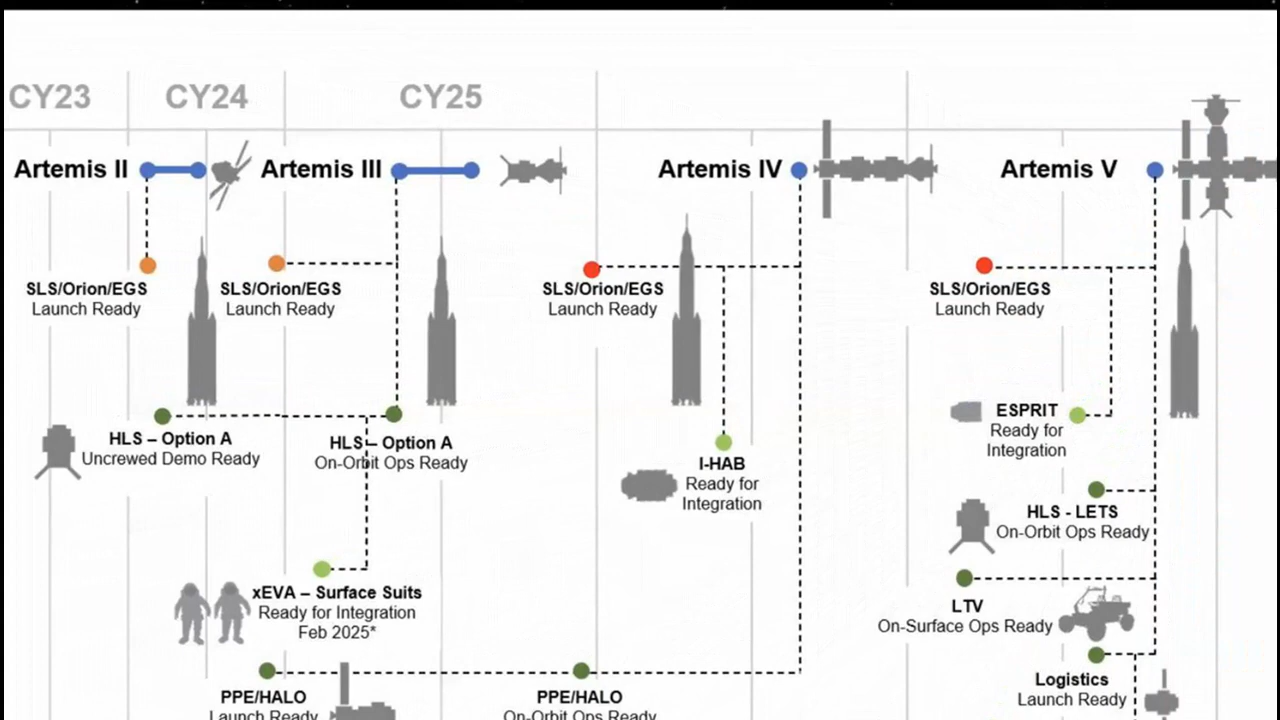 CY23
CY24
CY25
Artemis II
Artemis III
Artemis IV
Artemis V
SLS/Orion/EGS
Launch Ready
SLS/Orion/EGS
Launch Ready
SLS/Orion/EGS
Launch Ready
SLS/Orion/EGS
Launch Ready
HLS – Option A
Uncrewed Demo Ready
HLS – Option A
On-Orbit Ops Ready
I-HAB
Ready for
Integration
ESPRIT
Ready for
Integration
HLS - LETS
On-Orbit Ops Ready
xEVA – Surface Suits
Ready for Integration
Feb 2025*
LTV
On-Surface Ops Ready
PPE/HALO
Launch Ready
PPE/HALO
On-Orbit Ops Ready
Logistics
Launch Ready